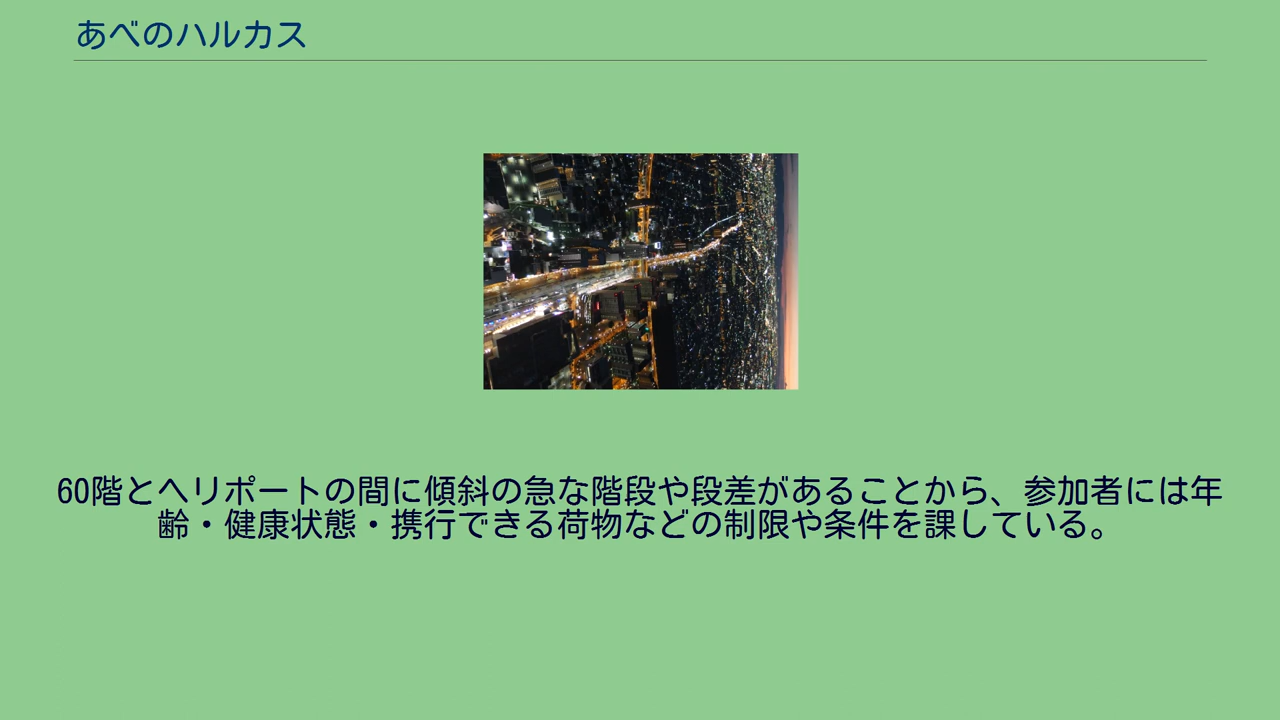 あべのハルカス
60階とヘリポートの間に傾斜の急な階段や段差があることから、参加者には年
齢・健康状態・携行できる荷物などの制限や条件を課している。